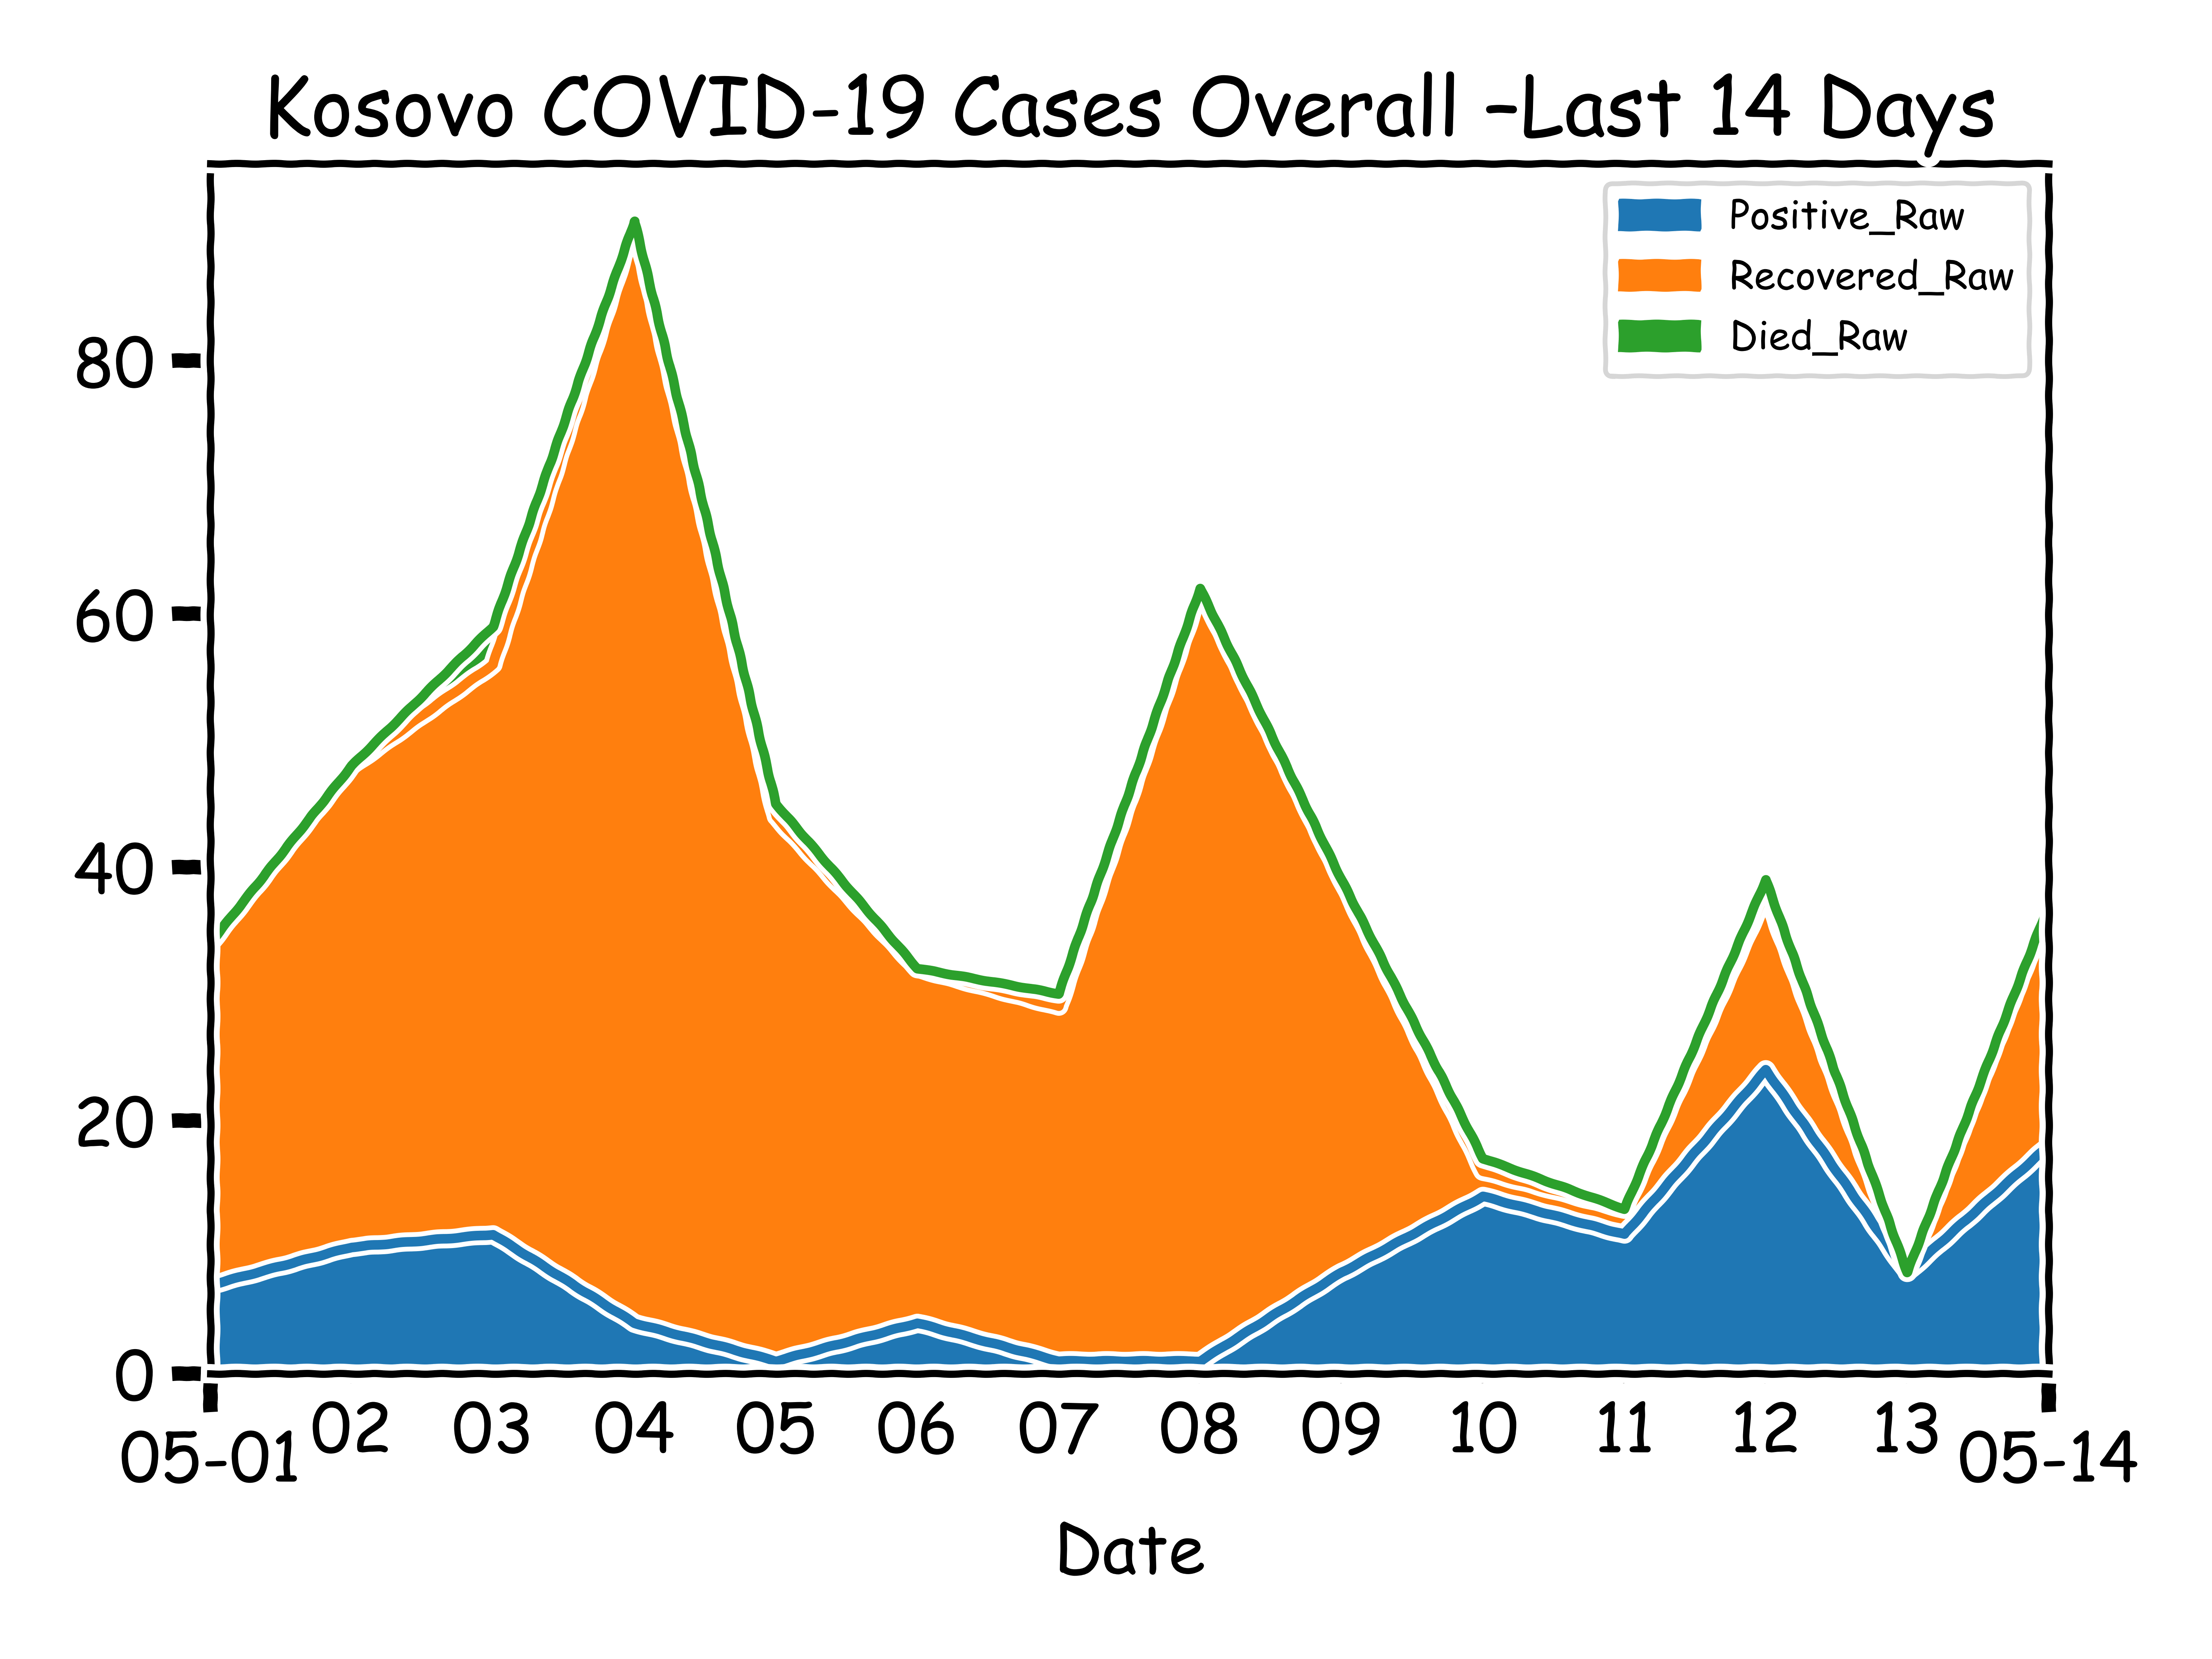 Kosovo COVID-19 Cases Overall -Last 14 Days
Positive_Raw
Recovered_Raw
Died_Raw
80
60
40
20
0
05-01 02 03 04 05 06 07 08 09 10 11 12 13 05-14
Date